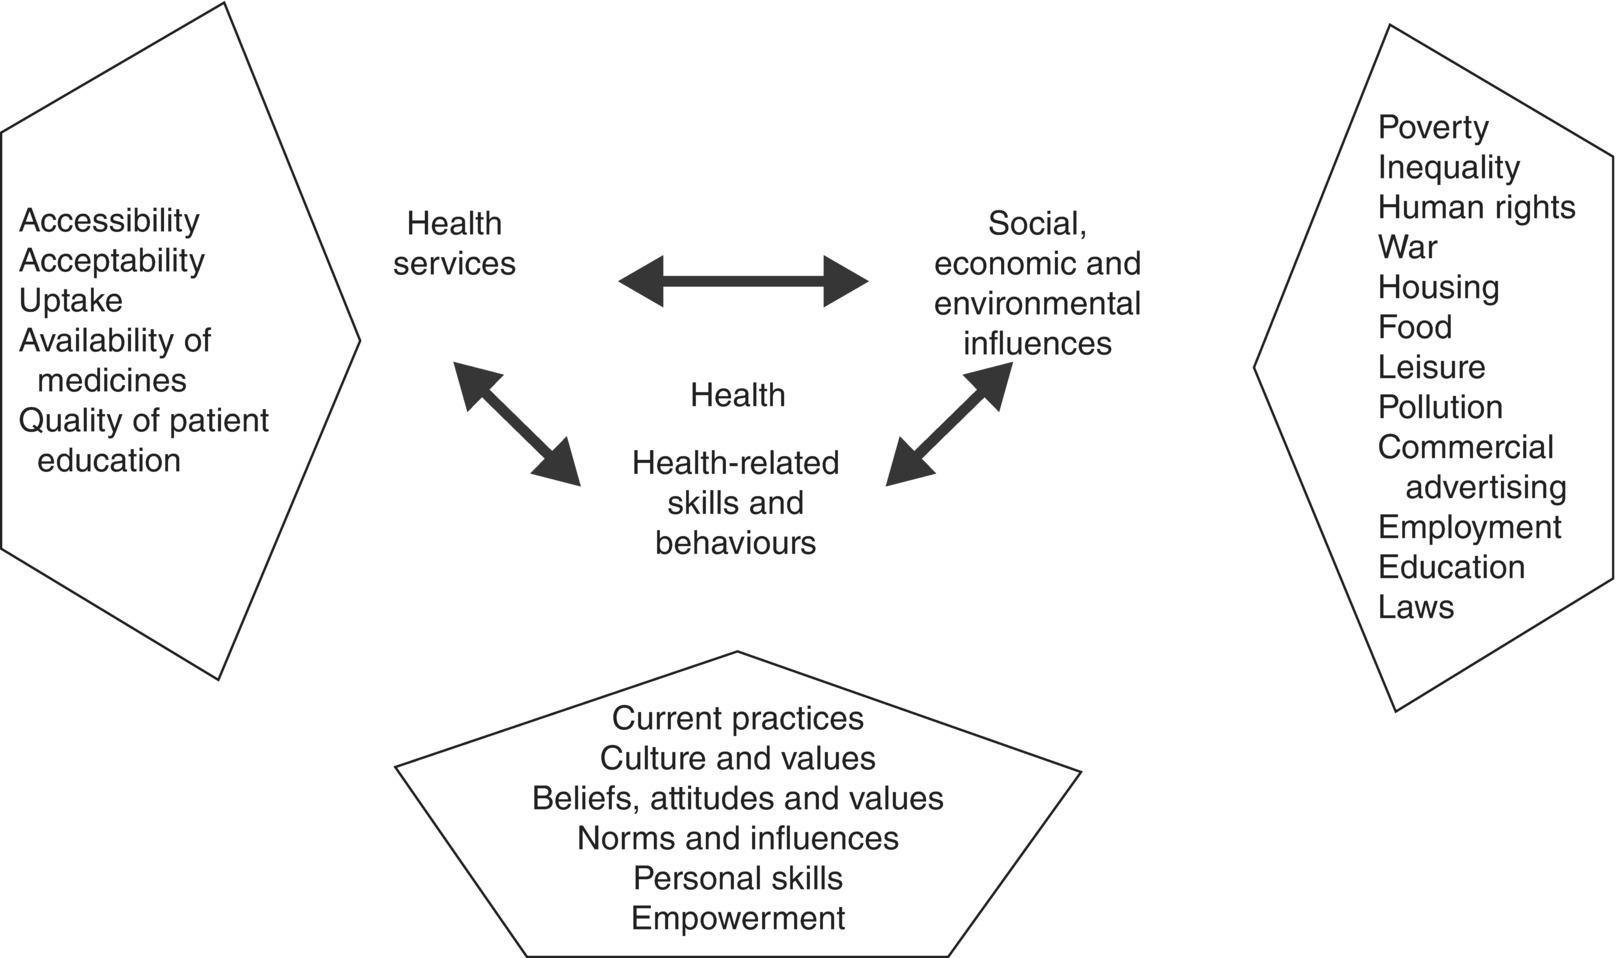 Accessibility
Acceptability
Uptake
Availability of
medicines
Quality of patient
education
Health
services
Social,
economic and
environmental
influences
Health
Health-related
skills and
behaviours
Poverty
Inequality
Human rights
War
Housing
Food
Leisure
Pollution
Commercial
advertising
Employment
Education
Laws
Current practices
Culture and values
Beliefs, attitudes and values
Norms and influences
Personal skills
Empowerment